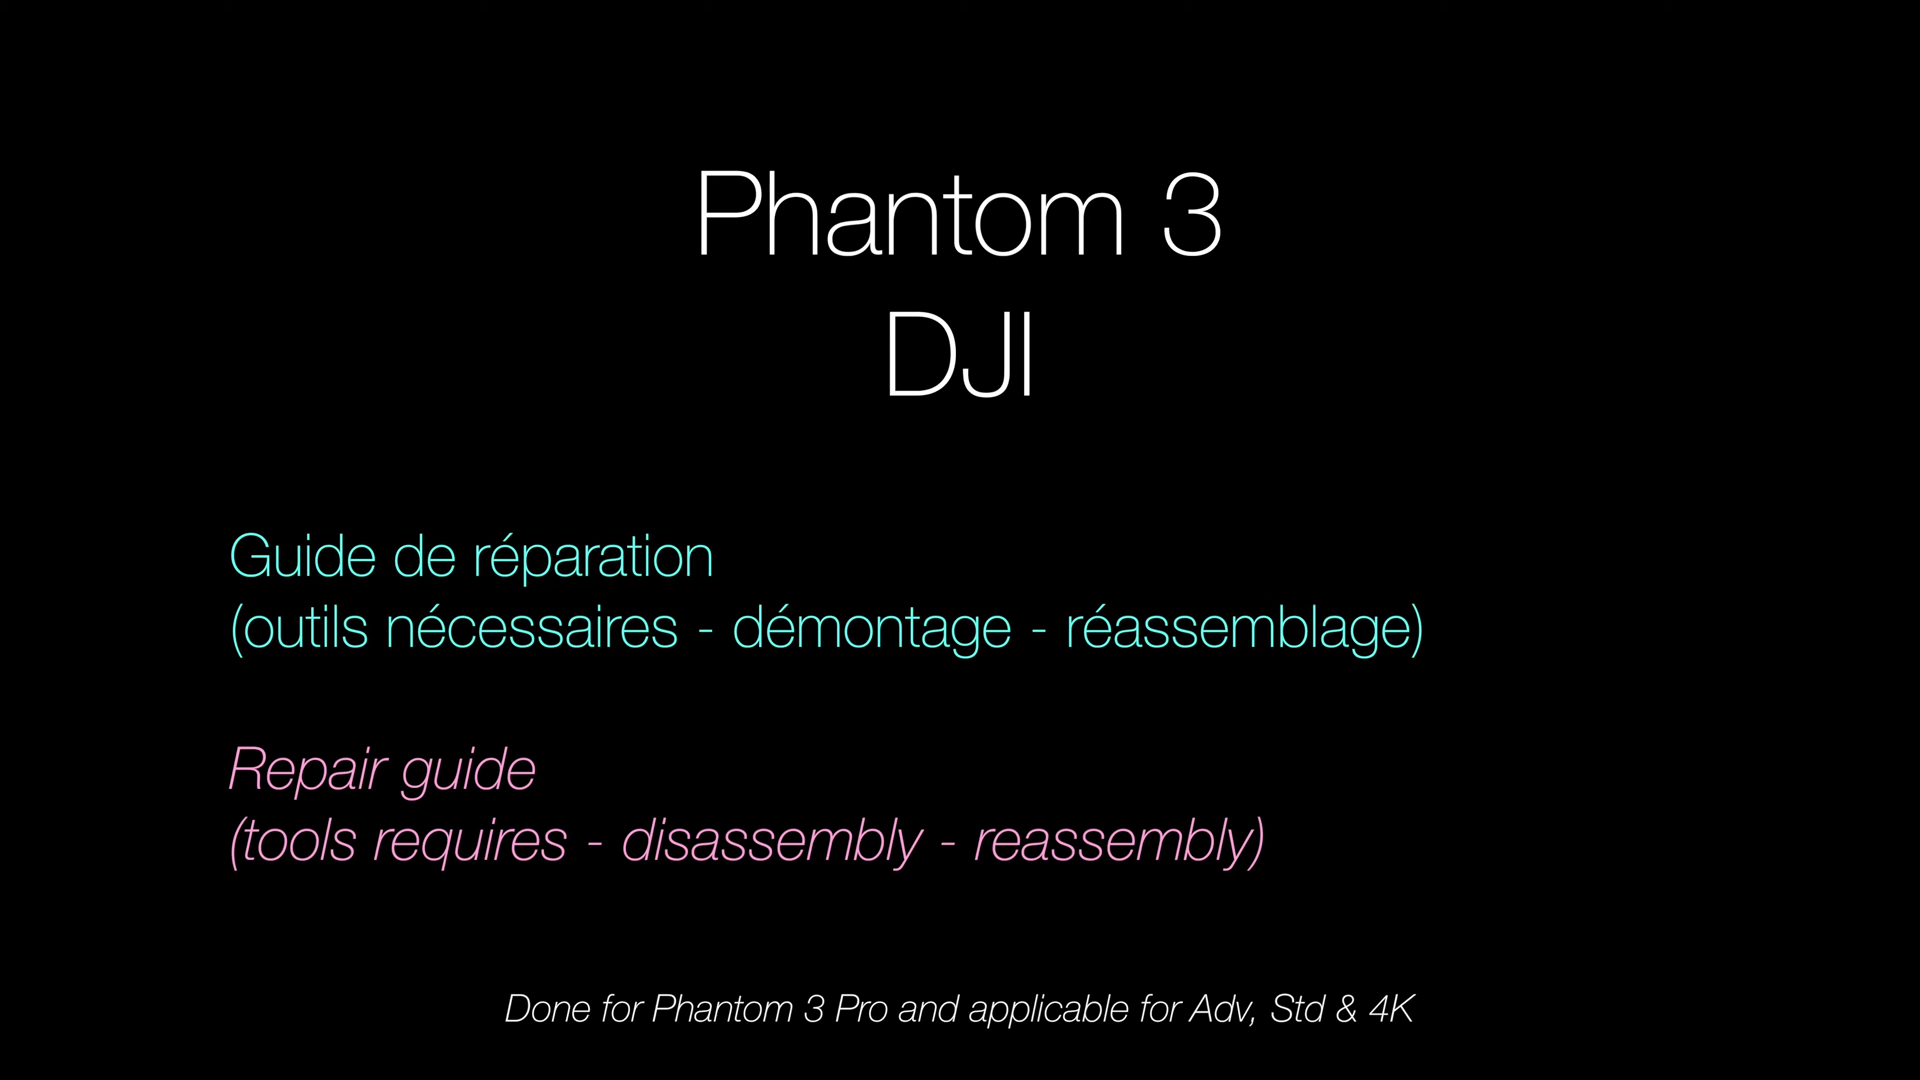 Phantom 3
DJI
Guide de réparation
(outils nécessaires - démontage - réassemblage)
Repair guide
(tools requires - disassembly - reassembly)
Done for Phantom 3 Pro and applicable for Adv, Std & 4K